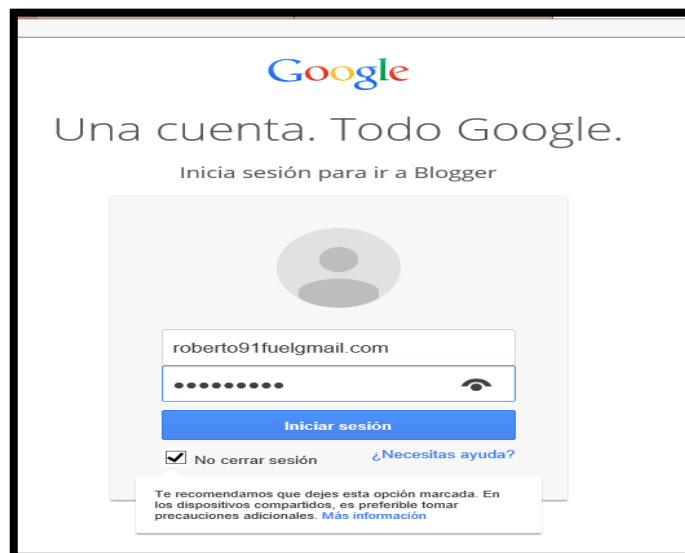 Google
Una cuenta. Todo Google.
Inicia sesión para ir a Blogger
roberto91fuelgmail.com
•••••••••
Iniciar sesión
No cerrar sesión
¿Necesitas ayuda?
Te recomendamos que dejes esta opción marcada. En
los dispositivos compartidos, es preferible tomar
precauciones adicionales. Más información